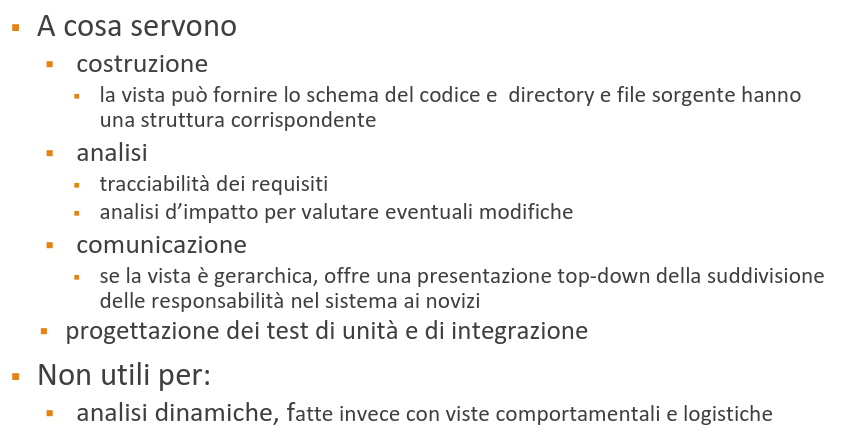 A cosa servono
costruzione
la vista può fornire lo schema del codice e directory e file sorgente hanno
una struttura corrispondente
analisi
tracciabilità dei requisiti
analisi d’impatto per valutare eventuali modifiche
comunicazione
se la vista è gerarchica, offre una presentazione top-down della suddivisione
delle responsabilità nel sistema ai novizi
progettazione dei test di unità e di integrazione
Non utili per:
analisi dinamiche, fatte invece con viste comportamentali e logistiche